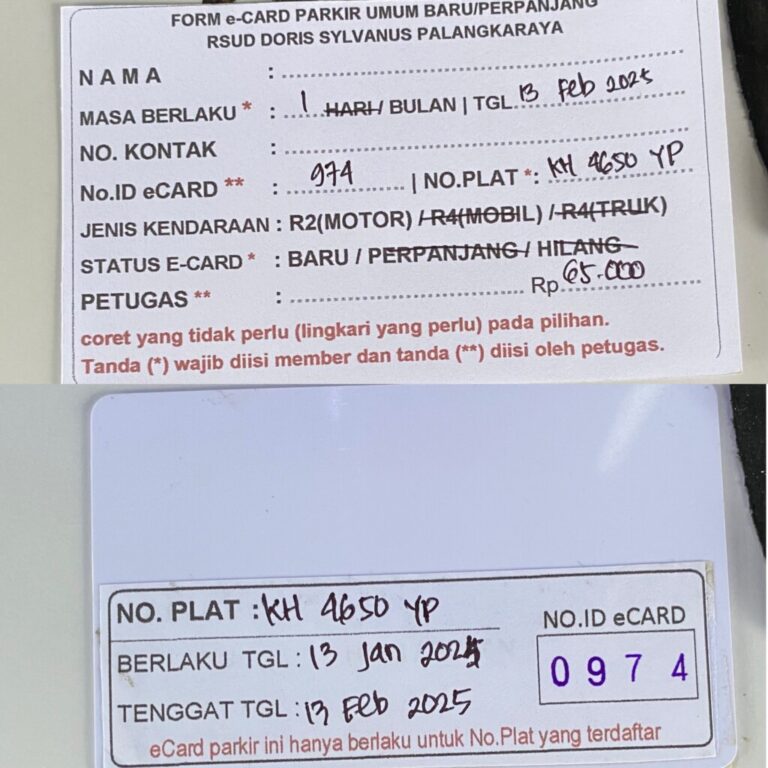 FORM e-CARD PARKIR UMUM BARU/PERPANJANG
RSUD DORIS SYLVANUS PALANGKARAYA
NAMA :
MASA BERLAKU * : 1 HARI / BULAN | TGL. 13 Feb 2025
NO. KONTAK :
No.ID eCARD ** : 974 | NO.PLAT *: KH 4650 YP
JENIS KENDARAAN : R2(MOTOR) / R4(MOBIL) / R4(TRUK)
STATUS E-CARD * : BARU / PERPANJANG / HILANG
PETUGAS ** : Rp 65.000
coret yang tidak perlu (lingkari yang perlu) pada pilihan.
Tanda (*) wajib diisi member dan tanda (**) diisi oleh petugas.
NO. PLAT : KH 4650 YP
BERLAKU TGL : 13 Jan 2025
TENGGAT TGL : 13 Feb 2025
NO.ID eCARD
0974
eCard parkir ini hanya berlaku untuk No.Plat yang terdaftar